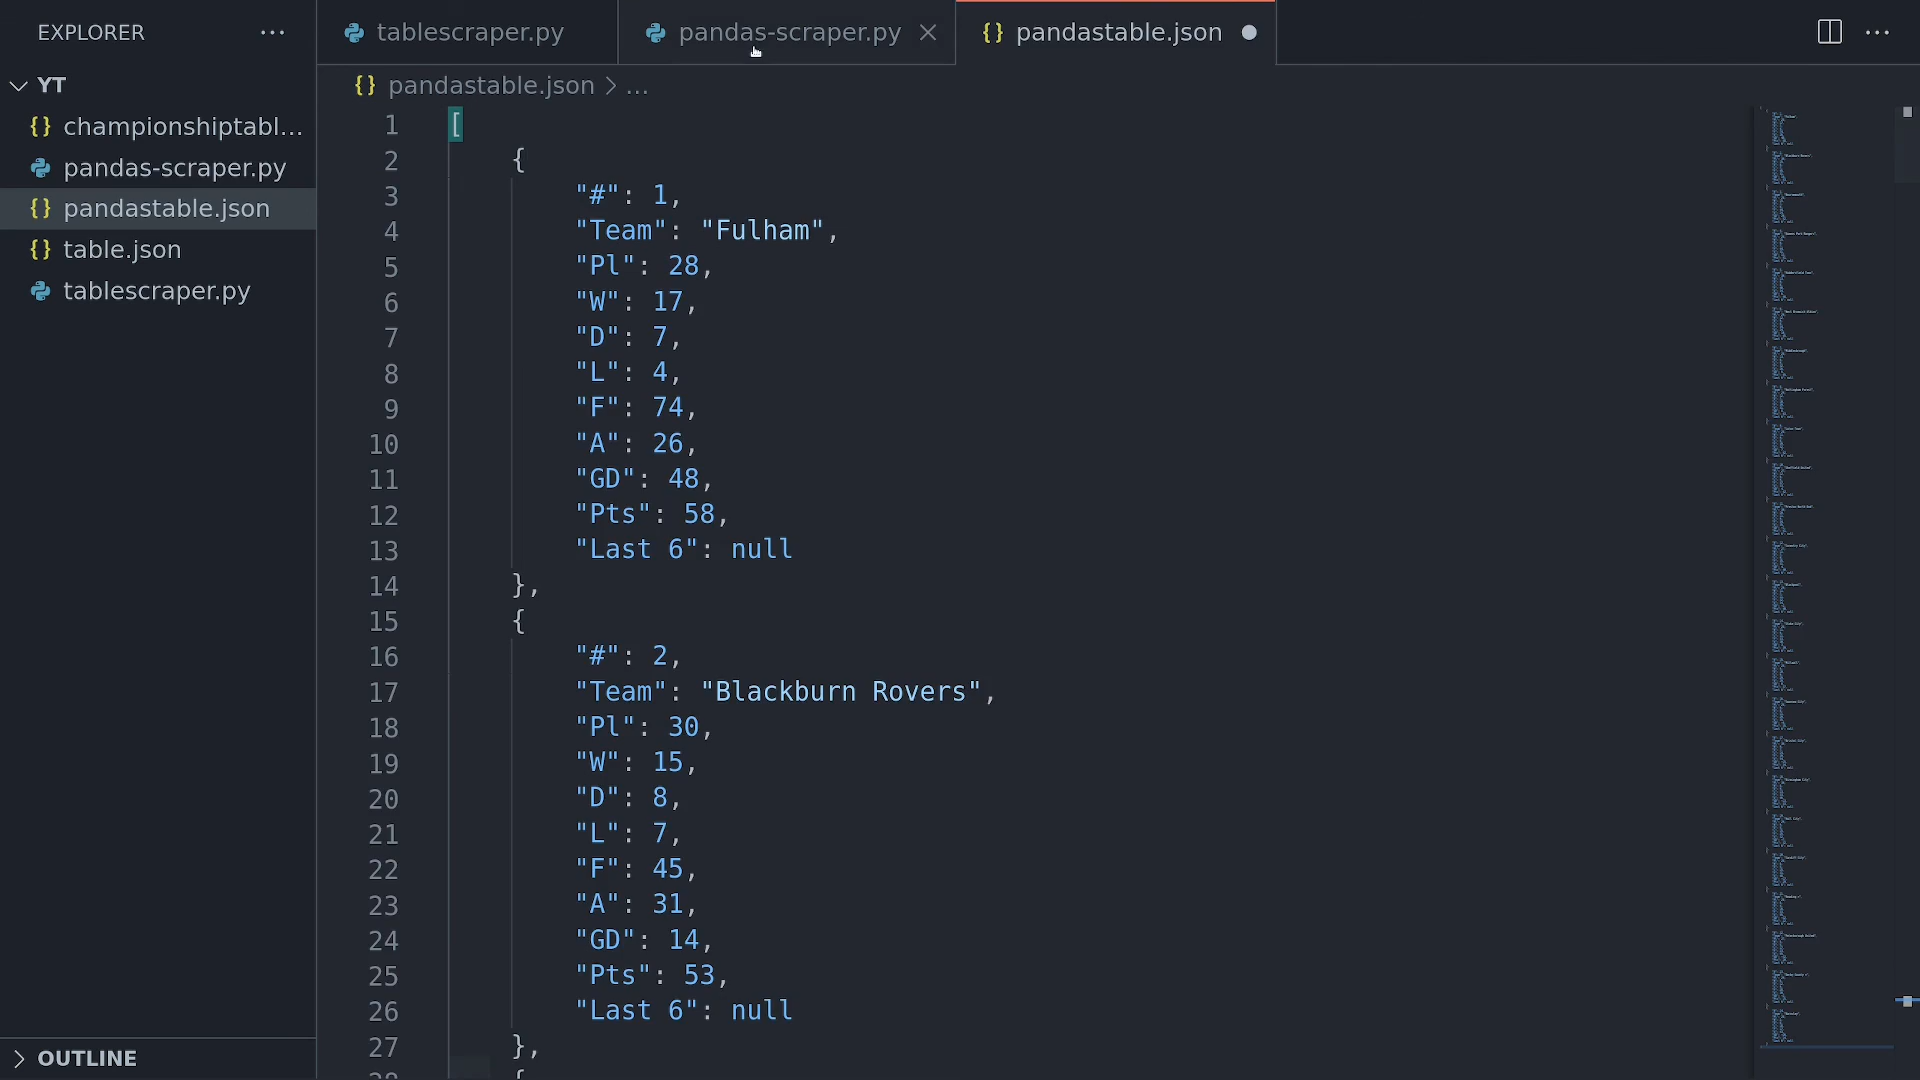 EXPLORER
YT
championshiptabl...
pandas-scraper.py
pandastable.json
table.json
tablescraper.py
OUTLINE
tablescraper.py
pandas-scraper.py
pandastable.json
pandastable.json > ...
1 [
2 {
3 "#": 1,
4 "Team": "Fulham",
5 "Pl": 28,
6 "W": 17,
7 "D": 7,
8 "L": 4,
9 "F": 74,
10 "A": 26,
11 "GD": 48,
12 "Pts": 58,
13 "Last 6": null
14 },
15 {
16 "#": 2,
17 "Team": "Blackburn Rovers",
18 "Pl": 30,
19 "W": 15,
20 "D": 8,
21 "L": 7,
22 "F": 45,
23 "A": 31,
24 "GD": 14,
25 "Pts": 53,
26 "Last 6": null
27 },